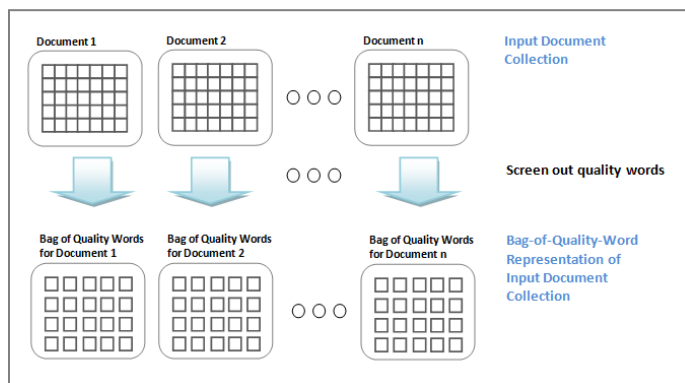 Document 1
Document 2
Document n
Input Document
Collection
Screen out quality words
Bag of Quality Words
for Document 1
Bag of Quality Words
for Document 2
Bag of Quality Words
for Document n
Bag-of-Quality-Word
Representation of
Input Document
Collection